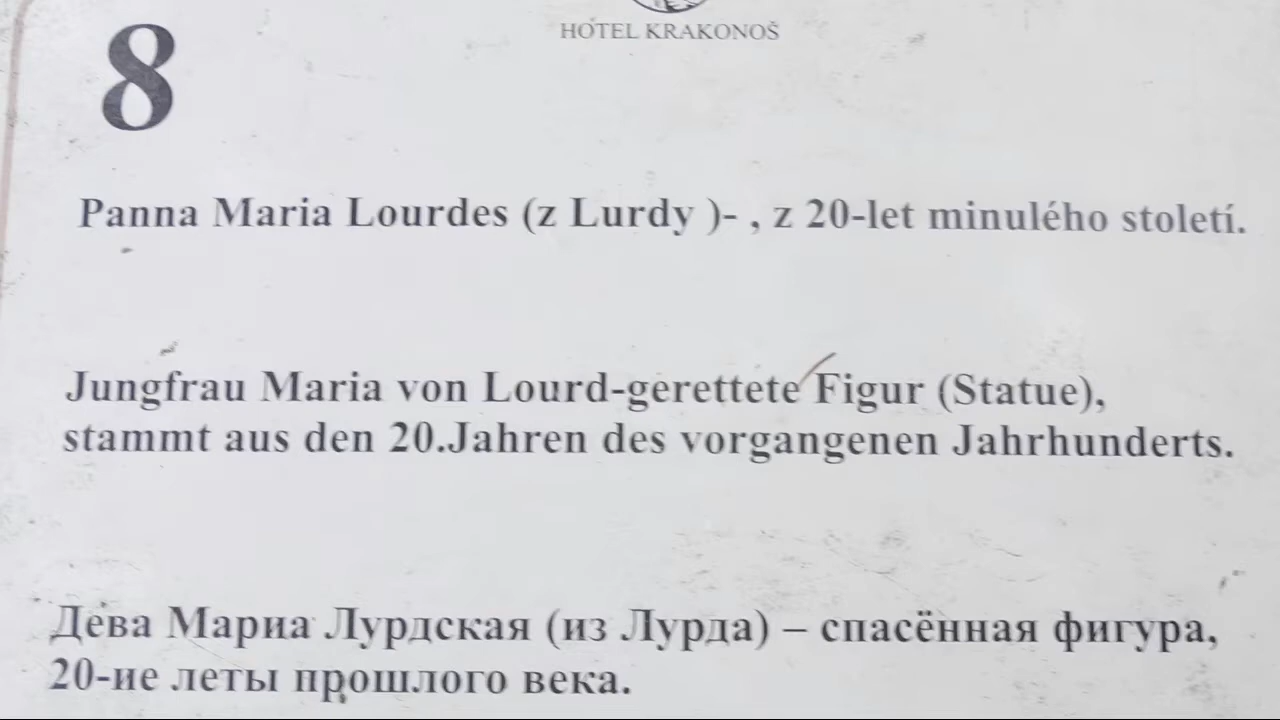 HOTEL KRAKONOŠ
8
Panna Maria Lourdes (z Lurdy )- , z 20-let minulého století.
Jungfrau Maria von Lourd-gerettete Figur (Statue),
stammt aus den 20.Jahren des vorgangenen Jahrhunderts.
Дева Мариа Лурдская (из Лурда) – спасённая фигура,
20-ие леты прошлого века.